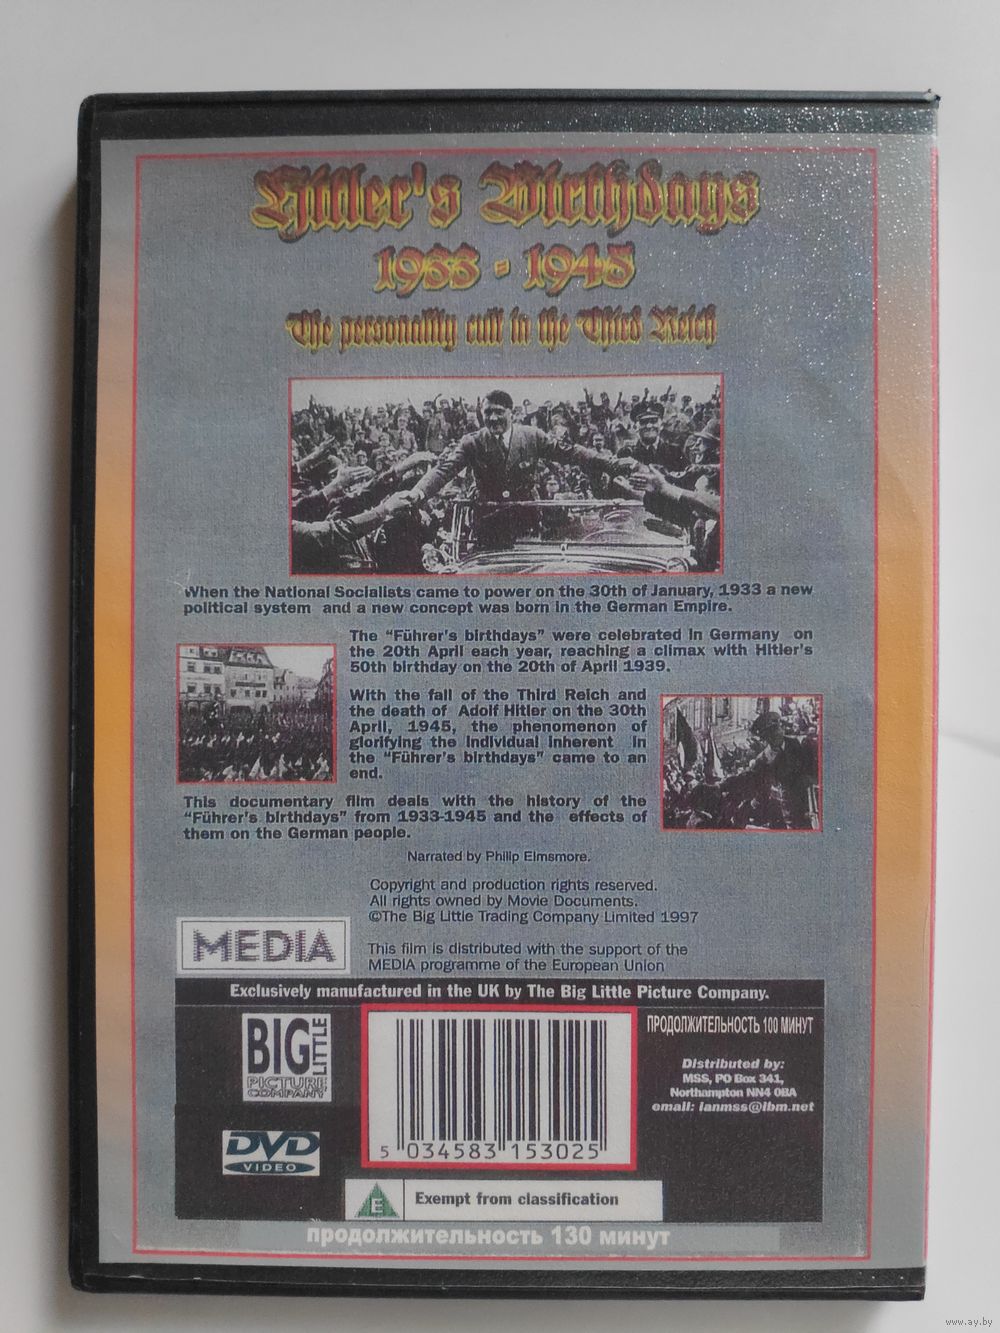 Hitler's Birthdays
1933 - 1945
The personality cult in the Third Reich
When the National Socialists came to power on the 30th of January, 1933 a new
political system and a new concept was born in the German Empire.
The “Führer's birthdays” were celebrated in Germany on
the 20th April each year, reaching a climax with Hitler's
50th birthday on the 20th of April 1939.
With the fall of the Third Reich and
the death of Adolf Hitler on the 30th
April, 1945, the phenomenon of
glorifying the individual inherent in
the “Führer's birthdays” came to an
end.
This documentary film deals with the history of the
“Führer's birthdays” from 1933-1945 and the effects of
them on the German people.
Narrated by Philip Elmsmore.
Copyright and production rights reserved.
All rights owned by Movie Documents.
©The Big Little Trading Company Limited 1997
MEDIA
This film is distributed with the support of the
MEDIA programme of the European Union
Exclusively manufactured in the UK by The Big Little Picture Company.
BIG LITTLE
PICTURE
COMPANY
ПРОДОЛЖИТЕЛЬНОСТЬ 100 МИНУТ
Distributed by:
MSS, PO Box 341,
Northampton NN4 0BA
email: ianmss@ibm.net
5 034583 153025
DVD
VIDEO
E Exempt from classification
продолжительность 130 минут
www.ay.by